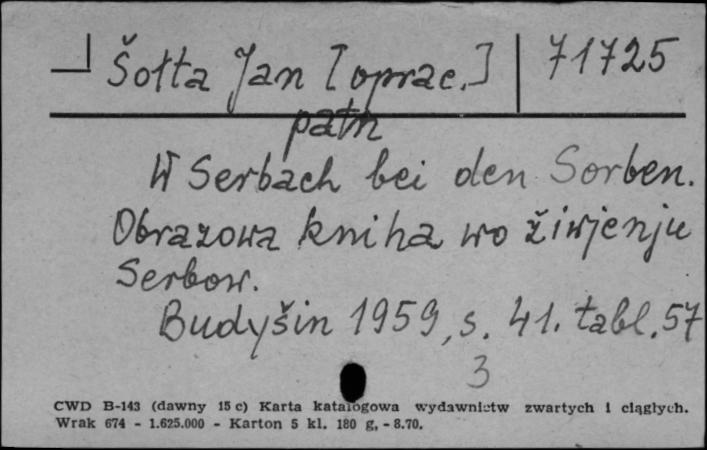 Šołta Jan [oprac.] 71725
patrz
W Serbach bei den Sorben.
Obrazowa kniha wo žiwjenju
Serbow.
Budyšin 1959, s. 41. tabl. 57
3
CWD B-143 (dawny 15 c) Karta katalogowa wydawnictw zwartych i ciągłych.
Wrak 674 - 1.625.000 - Karton 5 kl. 180 g, - 8.70.